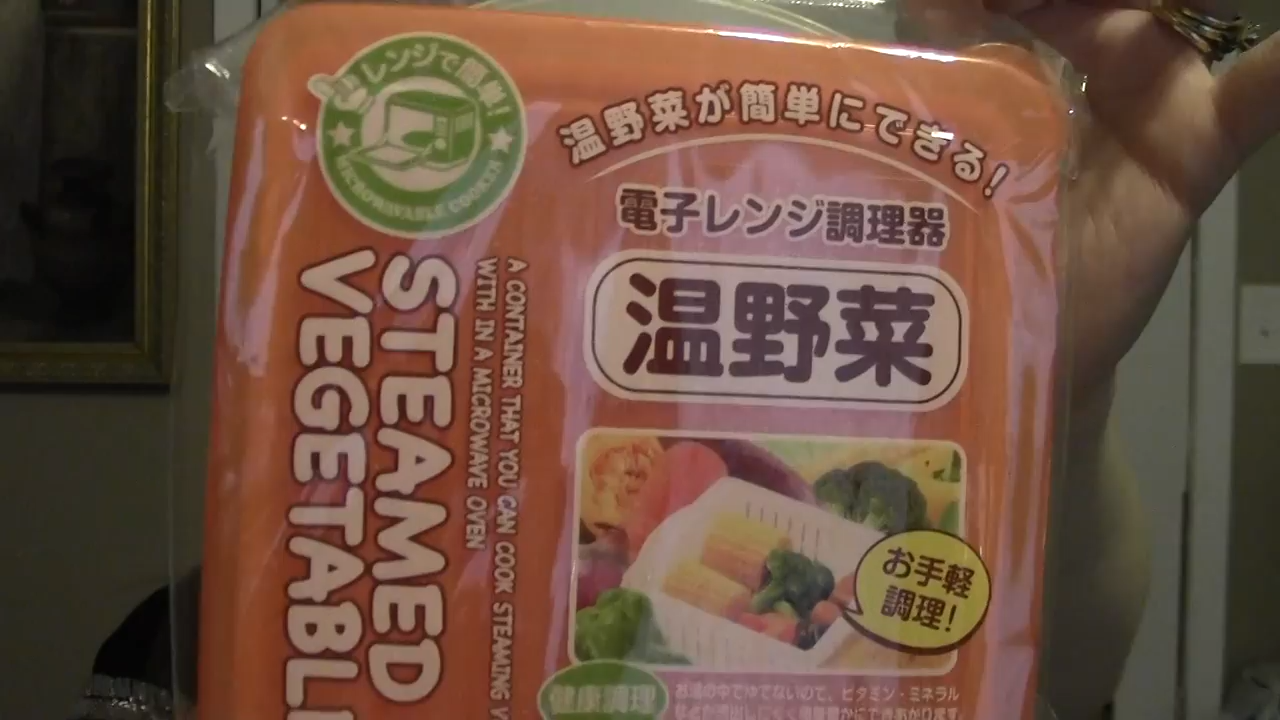 レンジで簡単!
MICROWAVABLE COOKER
温野菜が簡単にできる!
電子レンジ調理器
温野菜
STEAMED
VEGETABL
A CONTAINER THAT YOU CAN COOK STEAMING
WITH IN A MICROWAVE OVEN
お手軽
調理!
健康調理
お湯の中でゆでないので、ビタミン・ミネラル